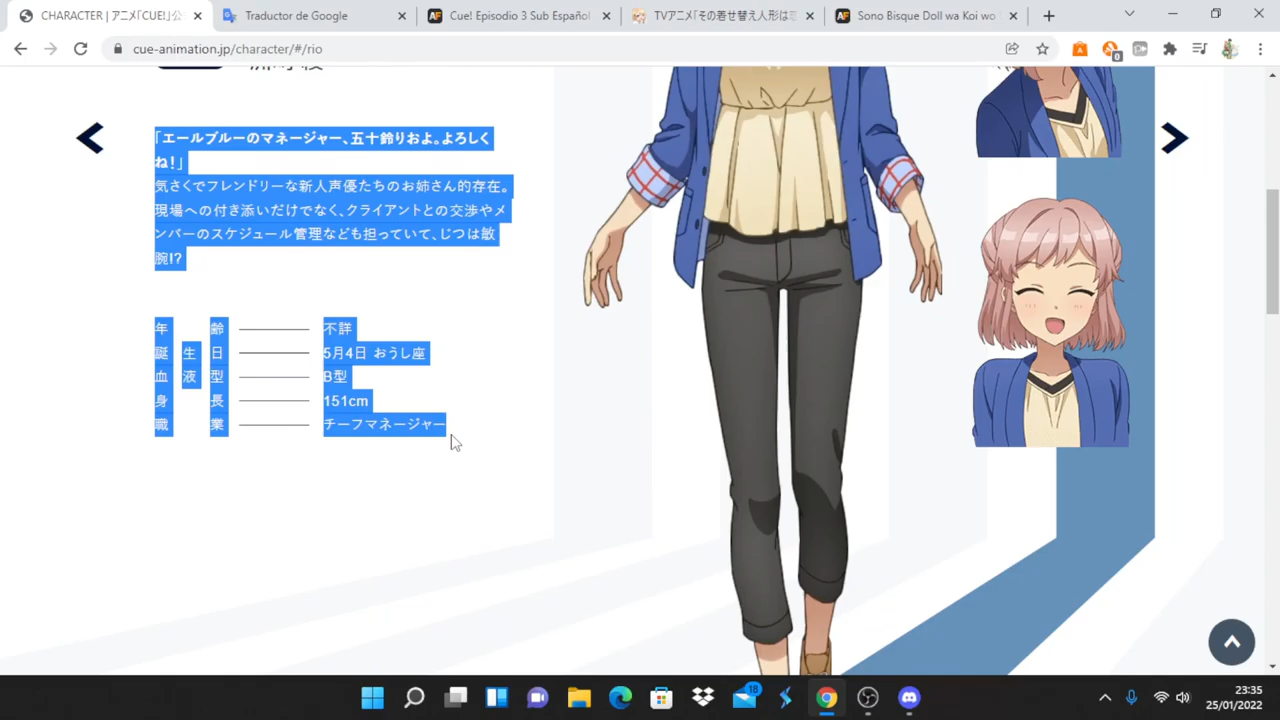 CHARACTER | アニメ「CUE!」公
Traductor de Google
Cue! Episodio 3 Sub Español
TVアニメ「その着せ替え人形は恋
Sono Bisque Doll wa Koi wo
cue-animation.jp/character/#/rio
0
「エールブルーのマネージャー、五十鈴りおよ。よろしく
ね！」
気さくでフレンドリーな新人声優たちのお姉さん的存在。
現場への付き添いだけでなく、クライアントとの交渉やメ
ンバーのスケジュール管理なども担っていて、じつは敏
腕!?
年齢 不詳
誕生日 5月4日 おうし座
血液型 B型
身長 151cm
職業 チーフマネージャー
18
23:35
25/01/2022